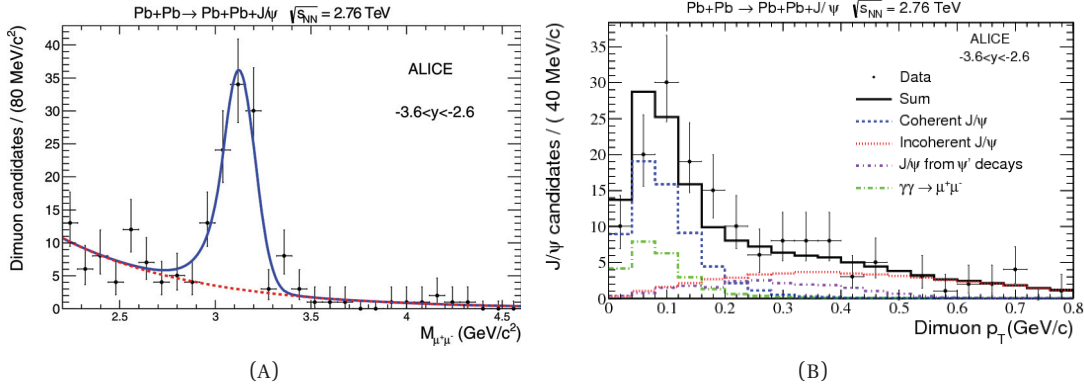 Pb+Pb → Pb+Pb+J/ψ √sNN = 2.76 TeV
Dimuon candidates / (80 MeV/c²)
40
35
30
25
20
15
10
5
0
ALICE
-3.6<y<-2.6
2.5 3 3.5 4 4.5
Mμ⁺μ⁻ (GeV/c²)
(A)
Pb+Pb → Pb+Pb+J/ψ √sNN = 2.76 TeV
J/ψ candidates / ( 40 MeV/c)
35
30
25
20
15
10
5
0
ALICE
-3.6<y<-2.6
Data
Sum
Coherent J/ψ
Incoherent J/ψ
J/ψ from ψ' decays
γγ → μ⁺μ⁻
0 0.1 0.2 0.3 0.4 0.5 0.6 0.7 0.8
Dimuon pT (GeV/c)
(B)